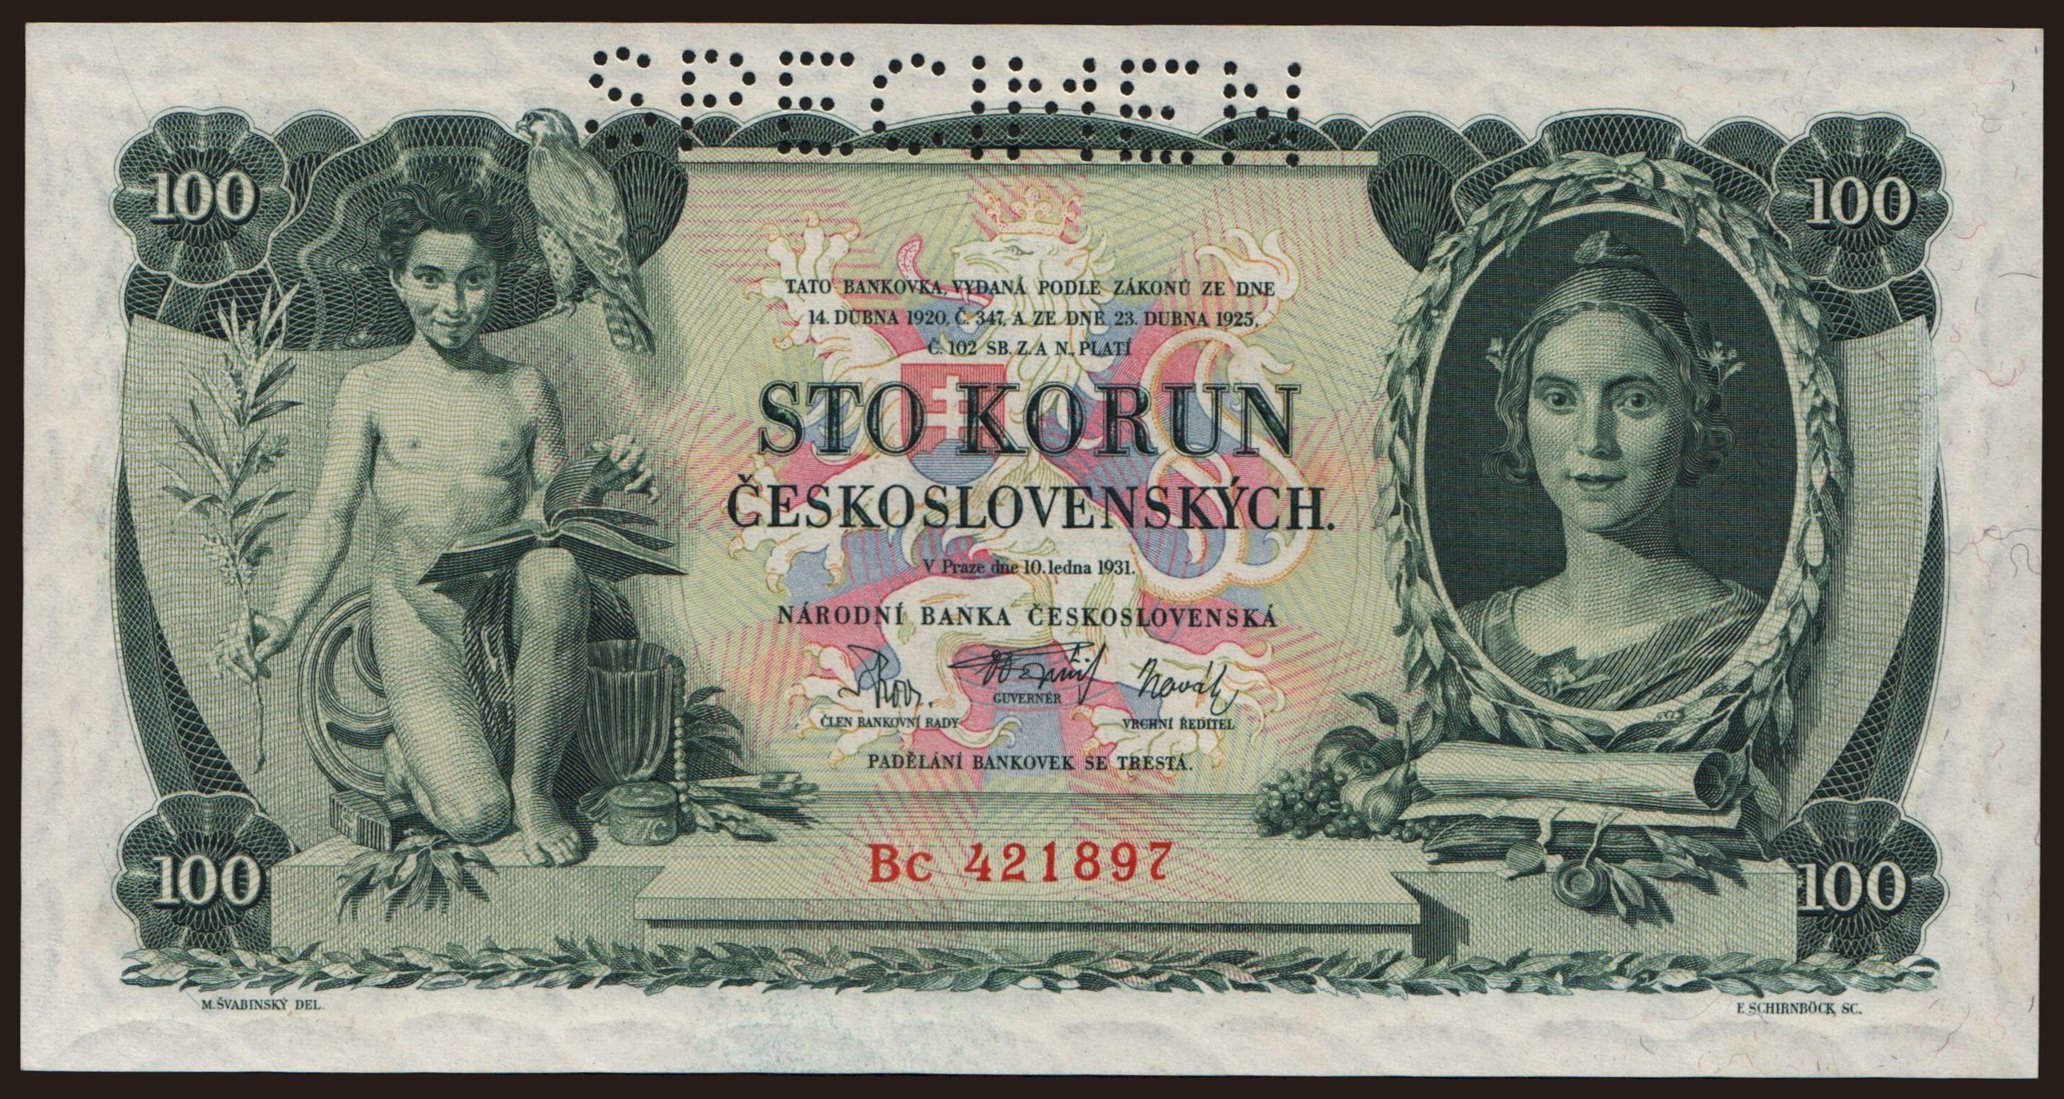 SPECIMEN
100
100
TATO BANKOVKA, VYDANÁ PODLE ZÁKONŮ ZE DNE
14. DUBNA 1920, Č. 347, A ZE DNE 23. DUBNA 1925,
Č. 102 SB. Z. A N., PLATÍ
STO KORUN
ČESKOSLOVENSKÝCH.
V Praze dne 10. ledna 1931.
NÁRODNÍ BANKA ČESKOSLOVENSKÁ
Novák
GUVERNÉR
ČLEN BANKOVNÍ RADY
VRCHNÍ ŘEDITEL
PADĚLÁNÍ BANKOVEK SE TRESTÁ.
Bc 421897
100
100
M. ŠVABINSKÝ DEL.
F. SCHIRNBÖCK, SC.